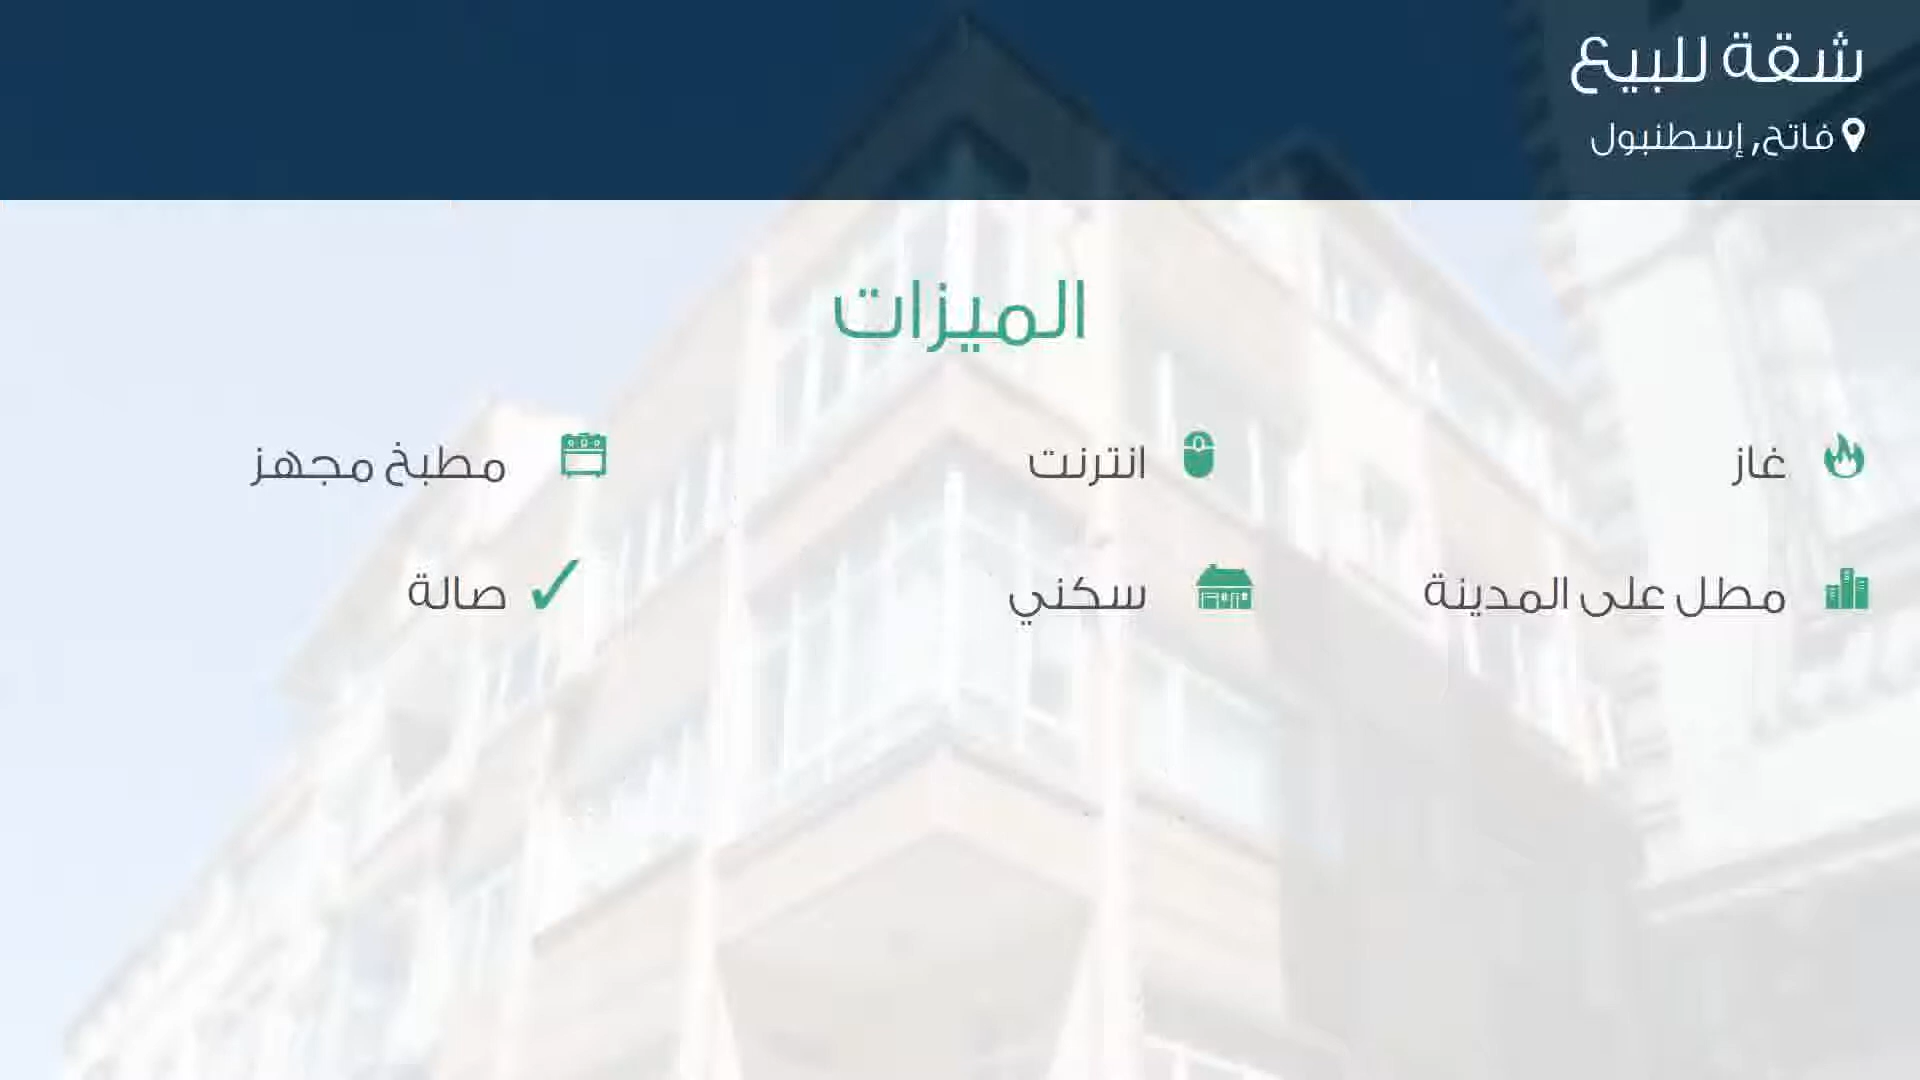 شقة للبيع
فاتح, إسطنبول
الميزات
غاز
انترنت
مطبخ مجهز
مطل على المدينة
سكني
صالة